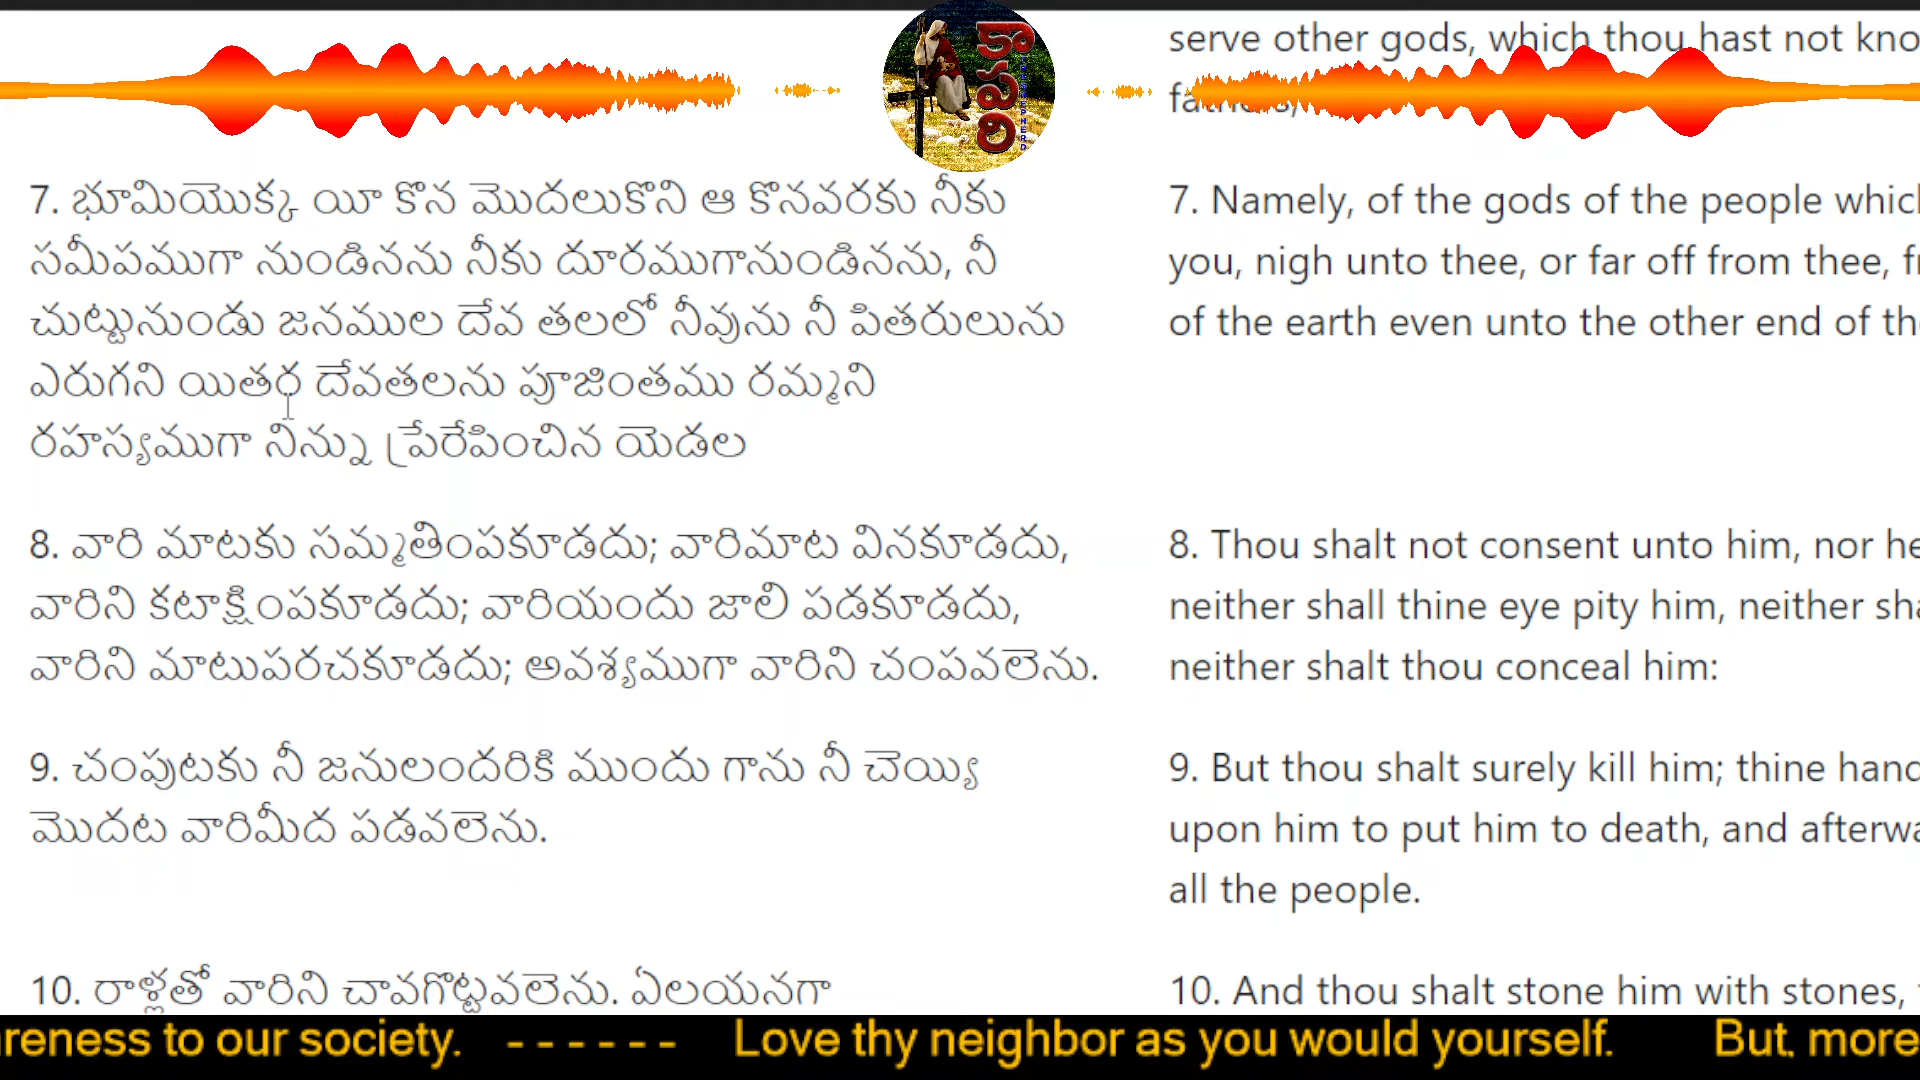 కాపరి
SHEPHERD
serve other gods, which thou hast not
7. భూమియొక్క యీ కొన మొదలుకొని ఆ కొనవరకు నీకు
సమీపముగా నుండినను నీకు దూరముగానుండినను, నీ
చుట్టునుండు జనముల దేవ తలలో నీవును నీ పితరులును
ఎరుగని యితర దేవతలను పూజింతము రమ్మని
రహస్యముగా నిన్ను ప్రేరేపించిన యెడల
7. Namely, of the gods of the people
you, nigh unto thee, or far off from thee,
of the earth even unto the other end of
8. వారి మాటకు సమ్మతింపకూడదు; వారిమాట వినకూడదు,
వారిని కటాక్షింపకూడదు; వారియందు జాలి పడకూడదు,
వారిని మాటుపరచకూడదు; అవశ్యముగా వారిని చంపవలెను.
8. Thou shalt not consent unto him, nor
neither shall thine eye pity him, neither
neither shalt thou conceal him:
9. చంపుటకు నీ జనులందరికి ముందు గాను నీ చెయ్యి
మొదట వారిమీద పడవలెను.
9. But thou shalt surely kill him; thine hand
upon him to put him to death, and
all the people.
10. రాళ్లతో వారిని చావగొట్టవలెను. ఏలయనగా
10. And thou shalt stone him with stones,
to our society. - - - - - - Love thy neighbor as you would yourself. But, more